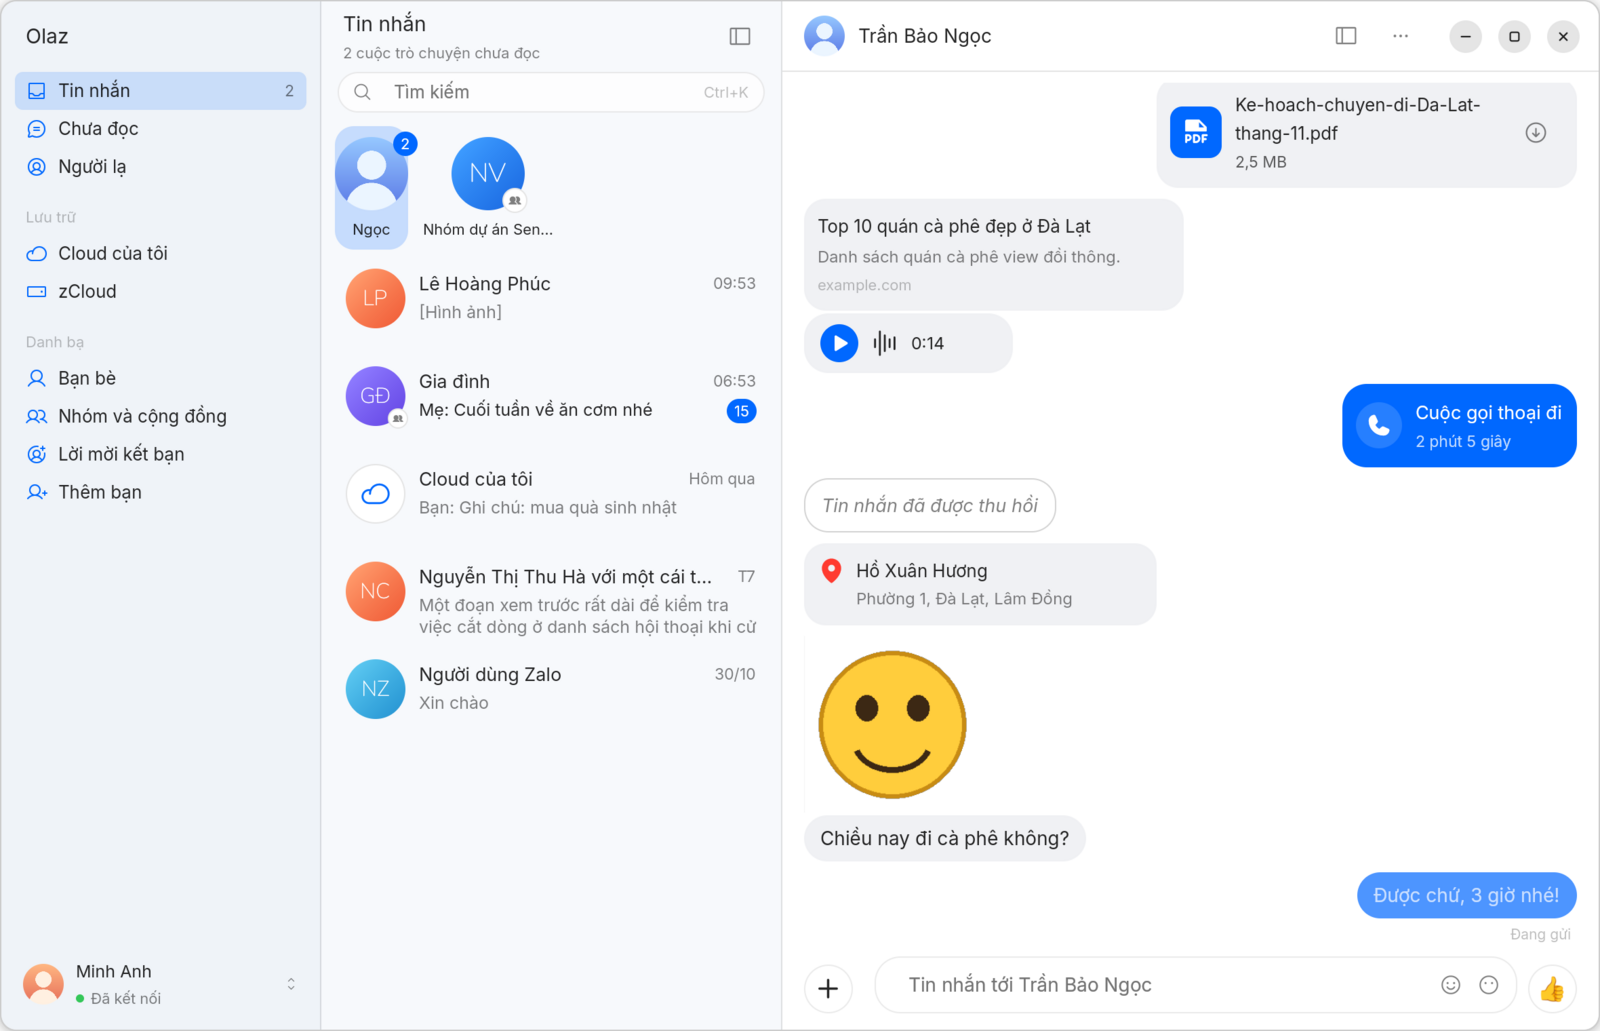 Olaz
Tin nhắn
2
Chưa đọc
Người lạ
Lưu trữ
Cloud của tôi
zCloud
Danh bạ
Bạn bè
Nhóm và cộng đồng
Lời mời kết bạn
Thêm bạn
Minh Anh
Đã kết nối
Tin nhắn
2 cuộc trò chuyện chưa đọc
Tìm kiếm
Ctrl+K
2
Ngọc
NV
Nhóm dự án Sen...
LP
Lê Hoàng Phúc
09:53
[Hình ảnh]
GĐ
Gia đình
06:53
Mẹ: Cuối tuần về ăn cơm nhé
15
Cloud của tôi
Hôm qua
Bạn: Ghi chú: mua quà sinh nhật
NC
Nguyễn Thị Thu Hà với một cái t...
T7
Một đoạn xem trước rất dài để kiểm tra
việc cắt dòng ở danh sách hội thoại khi cử
NZ
Người dùng Zalo
30/10
Xin chào
Trần Bảo Ngọc
PDF
Ke-hoach-chuyen-di-Da-Lat-
thang-11.pdf
2,5 MB
Top 10 quán cà phê đẹp ở Đà Lạt
Danh sách quán cà phê view đồi thông.
example.com
0:14
Cuộc gọi thoại đi
2 phút 5 giây
Tin nhắn đã được thu hồi
Hồ Xuân Hương
Phường 1, Đà Lạt, Lâm Đồng
Chiều nay đi cà phê không?
Được chứ, 3 giờ nhé!
Đang gửi
Tin nhắn tới Trần Bảo Ngọc